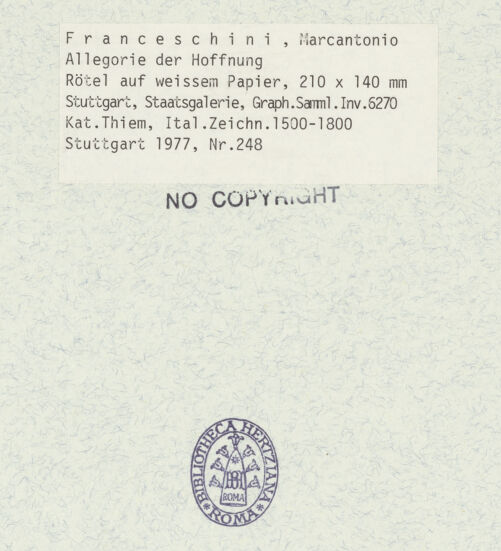 F r a n c e s c h i n i , Marcantonio
Allegorie der Hoffnung
Rötel auf weissem Papier, 210 x 140 mm
Stuttgart, Staatsgalerie, Graph.Samml.Inv.6270
Kat.Thiem, Ital.Zeichn.1500-1800
Stuttgart 1977, Nr.248
NO COPYRIGHT
BIBLIOTHECA HERTZIANA
ROMA
* ROMA *